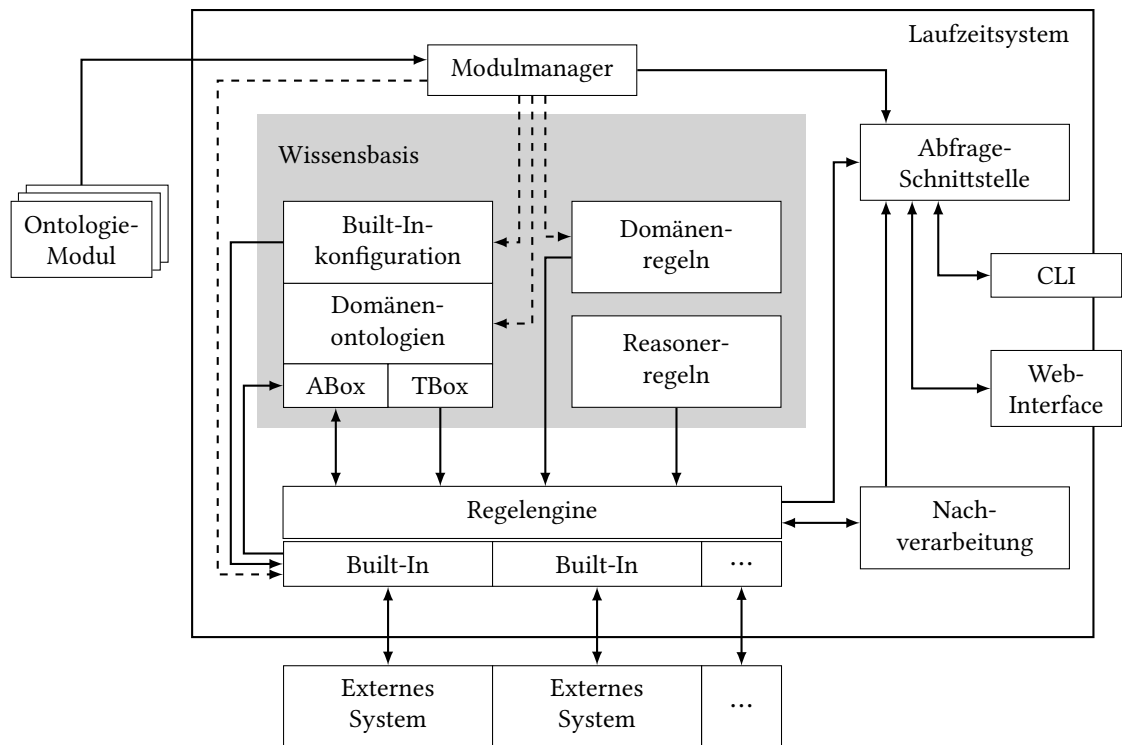 Laufzeitsystem
Modulmanager
Wissensbasis
Abfrage-
Schnittstelle
Ontologie-
Modul
Built-In-
konfiguration
Domänen-
regeln
CLI
Domänen-
ontologien
Reasoner-
regeln
ABox
TBox
Web-
Interface
Regelengine
Nach-
verarbeitung
Built-In
Built-In
...
Externes
System
Externes
System
...